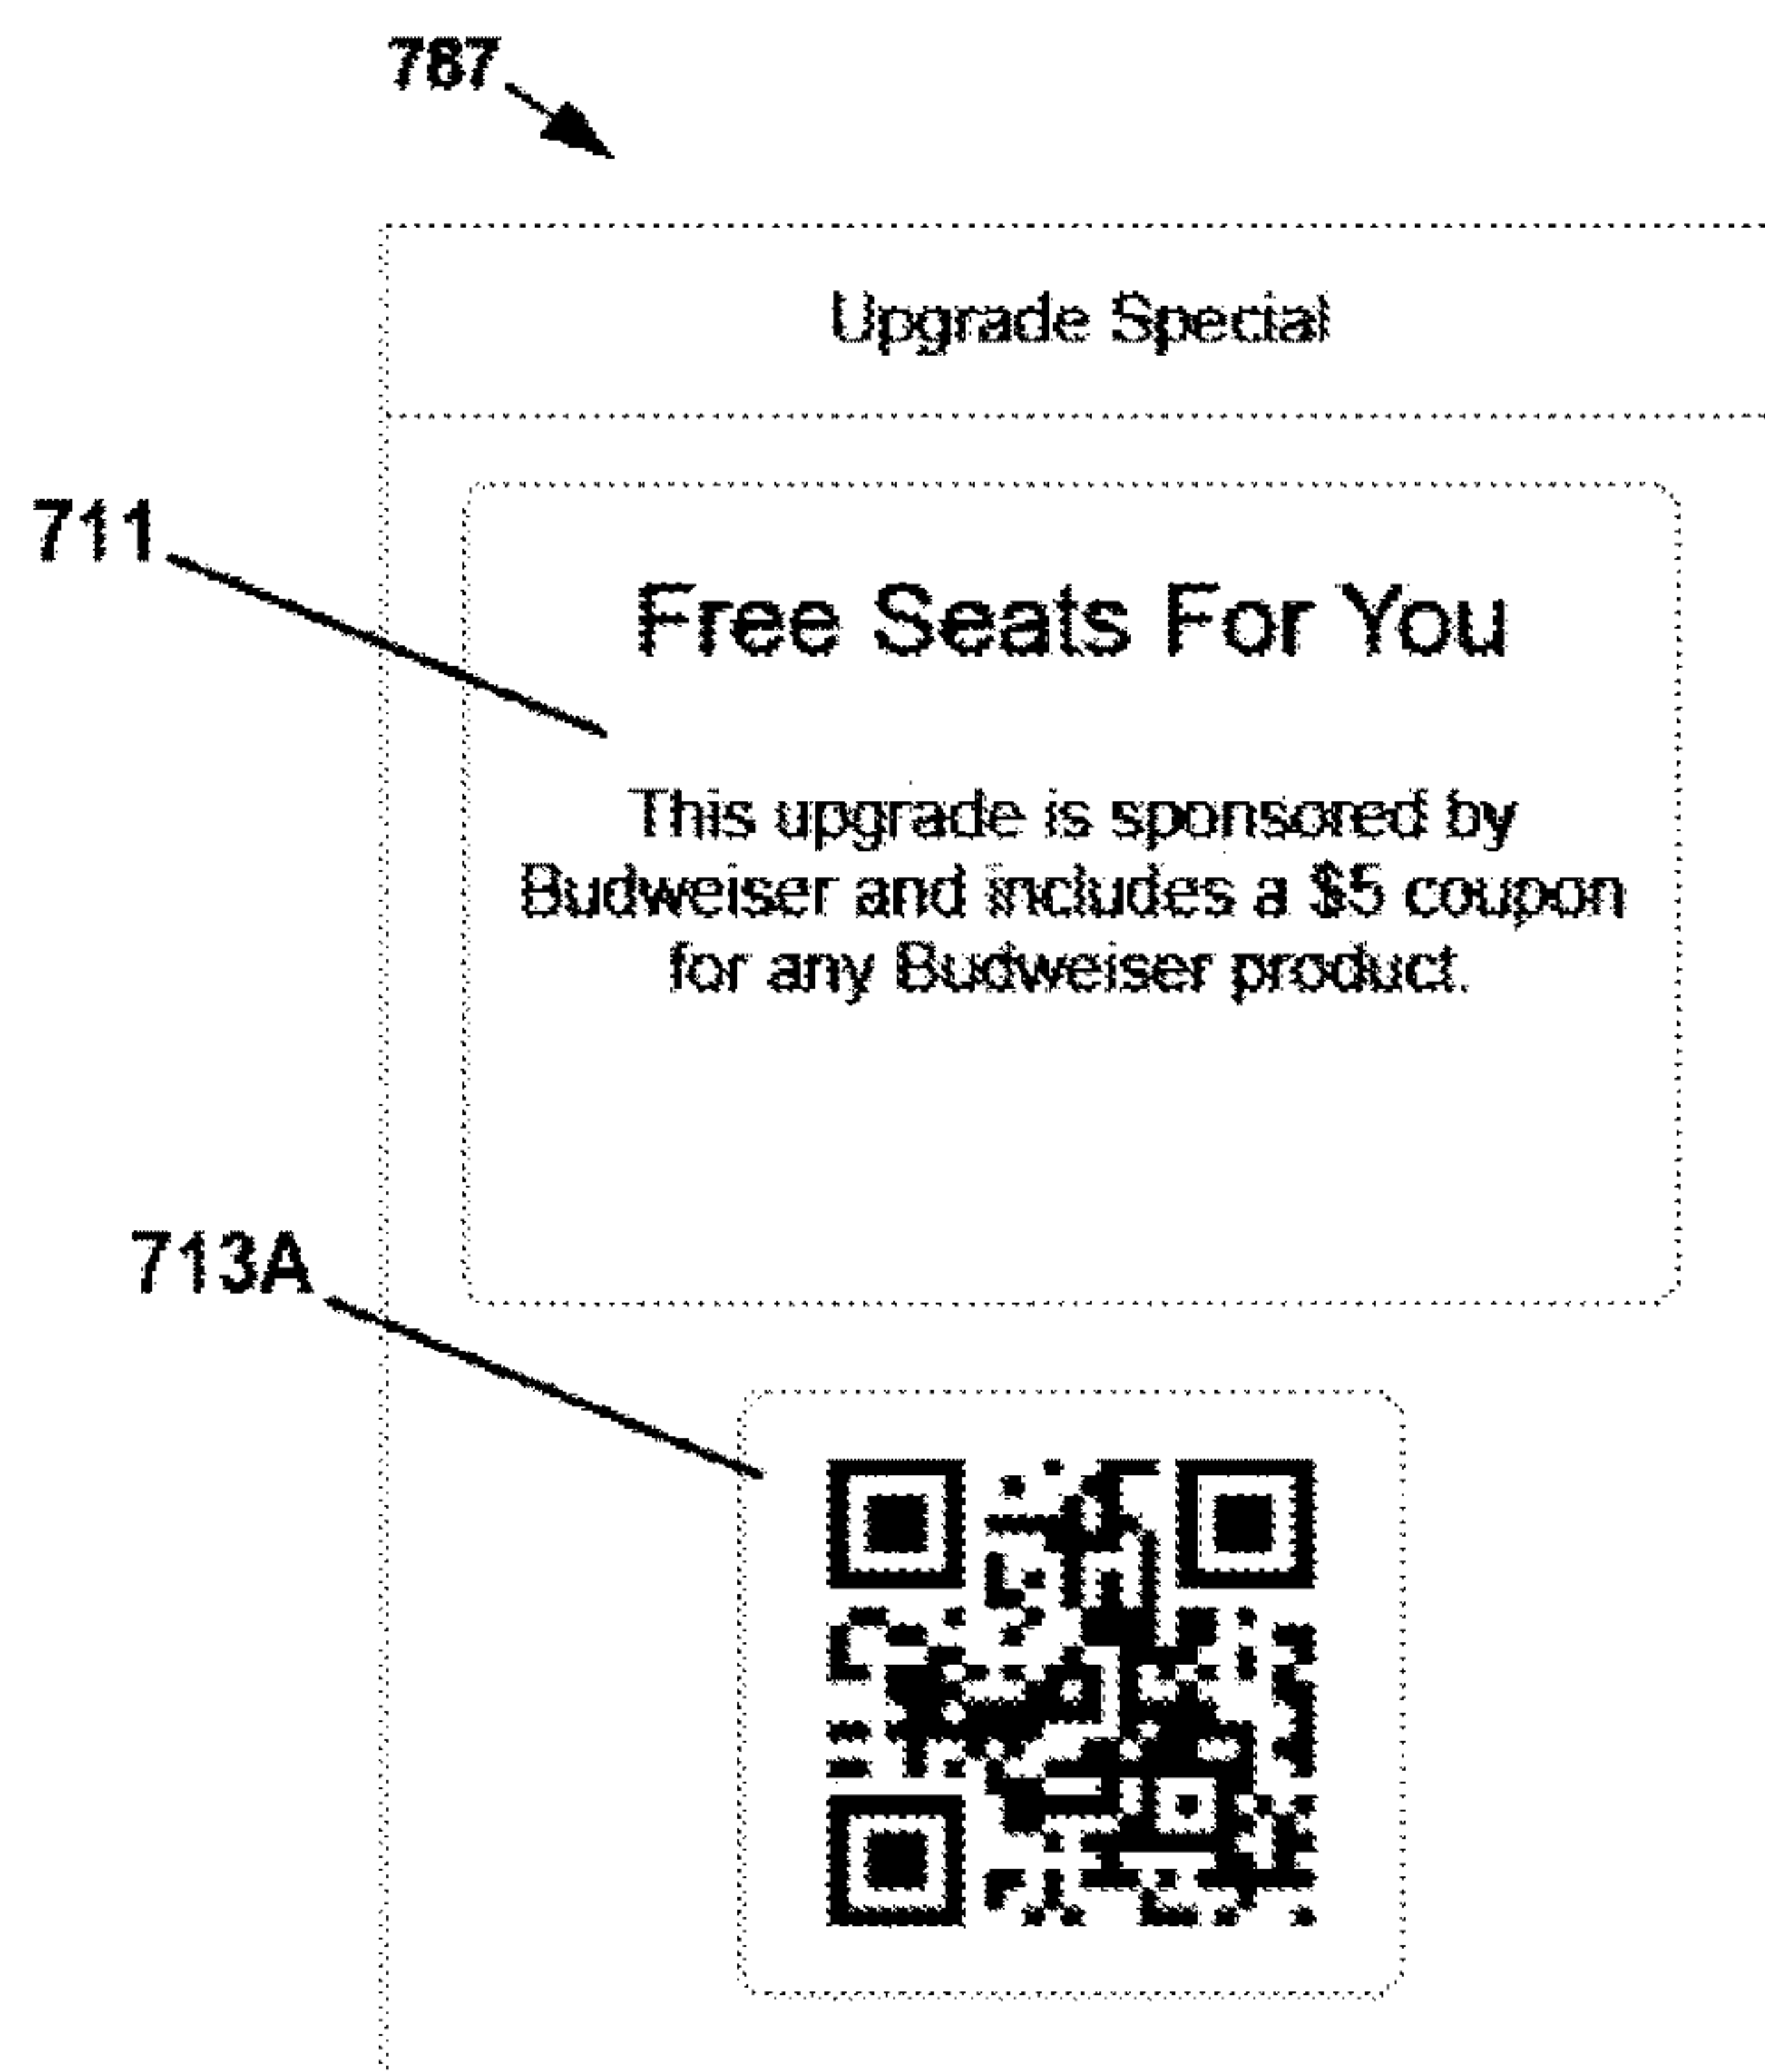 767
Upgrade Special
711
Free Seats For You
This upgrade is sponsored by
Budweiser and includes a $5 coupon
for any Budweiser product.
713A